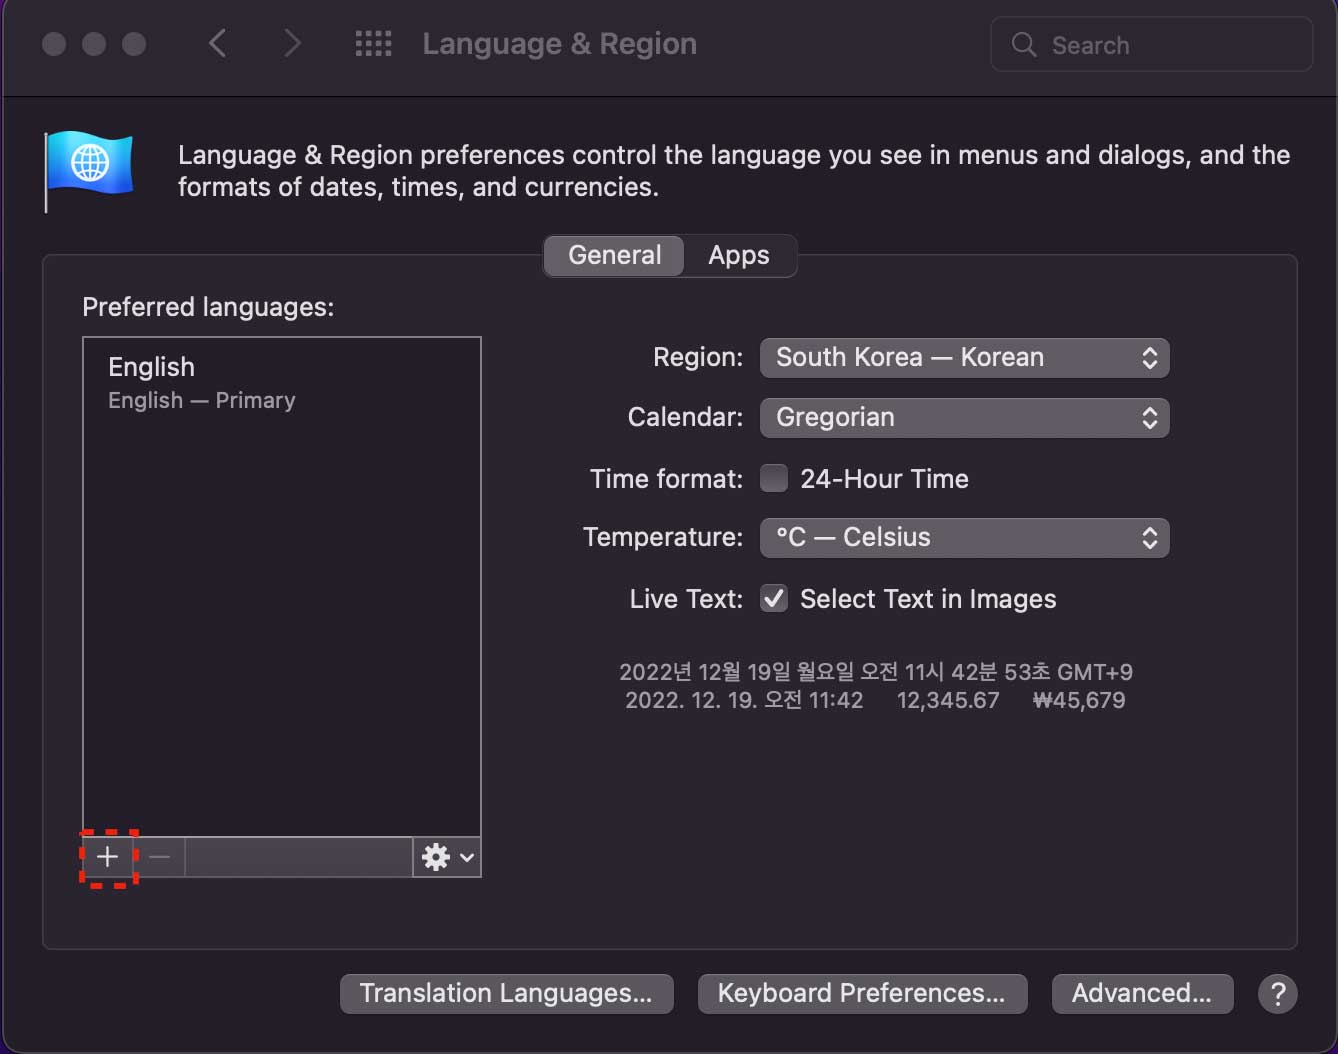 Language & Region
Search
Language & Region preferences control the language you see in menus and dialogs, and the
formats of dates, times, and currencies.
General
Apps
Preferred languages:
English
English — Primary
Region: South Korea — Korean
Calendar: Gregorian
Time format: 24-Hour Time
Temperature: °C — Celsius
Live Text: Select Text in Images
2022년 12월 19일 월요일 오전 11시 42분 53초 GMT+9
2022. 12. 19. 오전 11:42 12,345.67 ₩45,679
Translation Languages...
Keyboard Preferences...
Advanced...
?